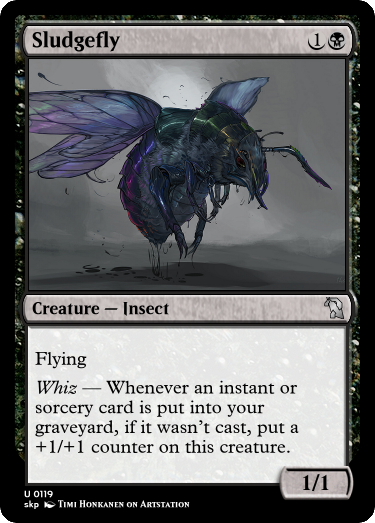 Sludgefly 1
Creature — Insect
Flying
Whiz — Whenever an instant or
sorcery card is put into your
graveyard, if it wasn't cast, put a
+1/+1 counter on this creature.
1/1
U 0119
skp Timi Honkanen on Artstation